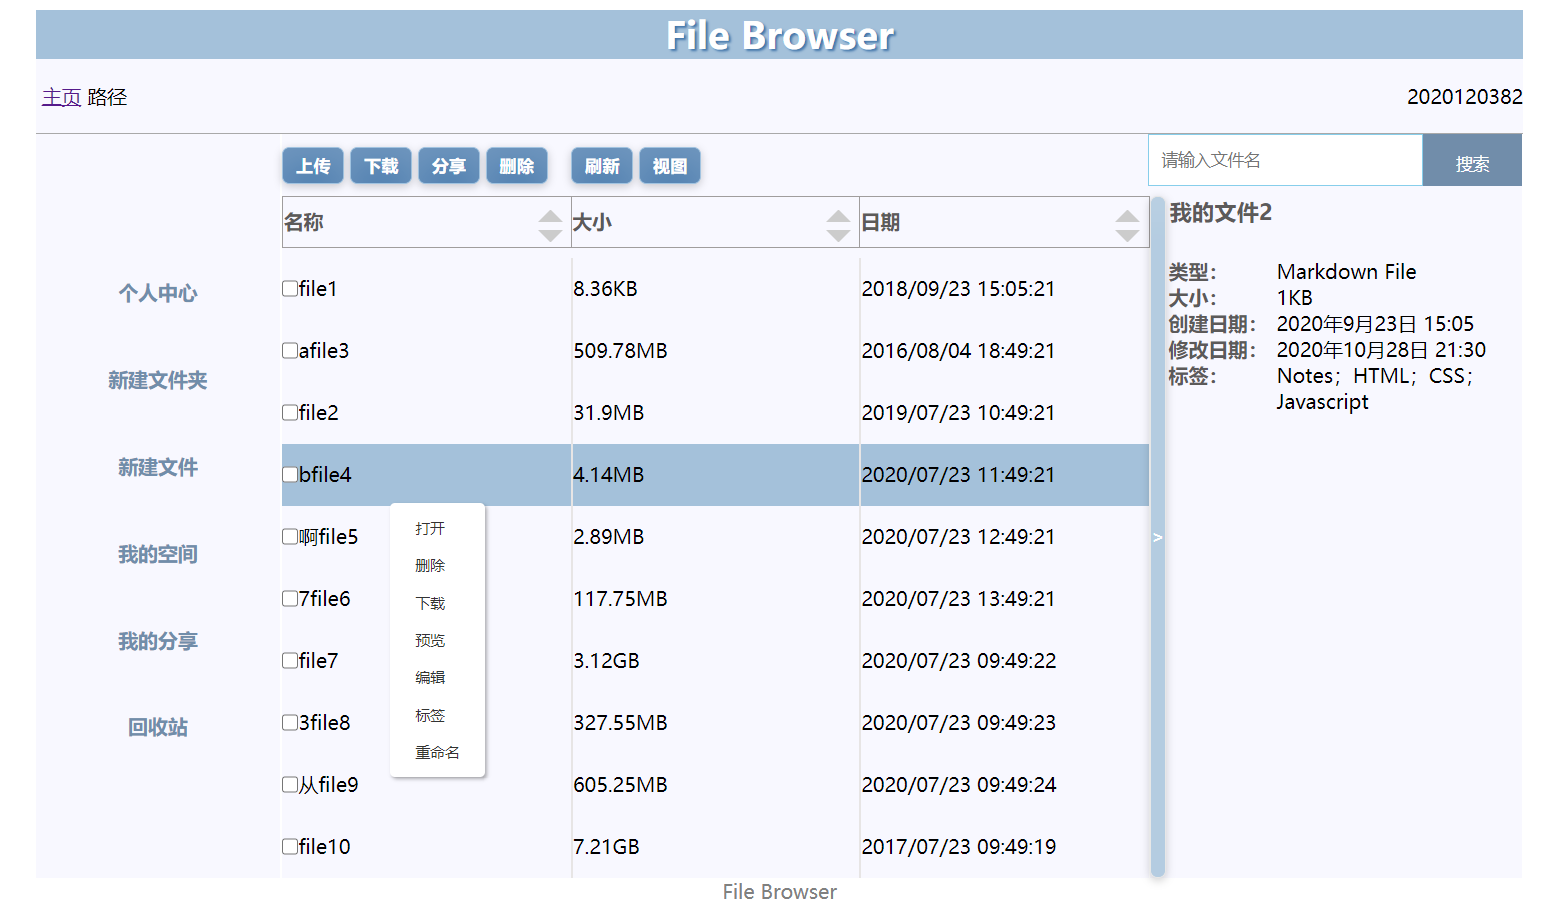 File Browser
主页 路径
2020120382
上传 下载 分享 删除 刷新 视图
请输入文件名 搜索
个人中心
新建文件夹
新建文件
我的空间
我的分享
回收站
名称 大小 日期
file1 8.36KB 2018/09/23 15:05:21
afile3 509.78MB 2016/08/04 18:49:21
file2 31.9MB 2019/07/23 10:49:21
bfile4 4.14MB 2020/07/23 11:49:21
啊file5 2.89MB 2020/07/23 12:49:21
7file6 117.75MB 2020/07/23 13:49:21
file7 3.12GB 2020/07/23 09:49:22
3file8 327.55MB 2020/07/23 09:49:23
从file9 605.25MB 2020/07/23 09:49:24
file10 7.21GB 2017/07/23 09:49:19
打开
删除
下载
预览
编辑
标签
重命名
>
我的文件2
类型： Markdown File
大小： 1KB
创建日期： 2020年9月23日 15:05
修改日期： 2020年10月28日 21:30
标签： Notes；HTML；CSS；
Javascript
File Browser